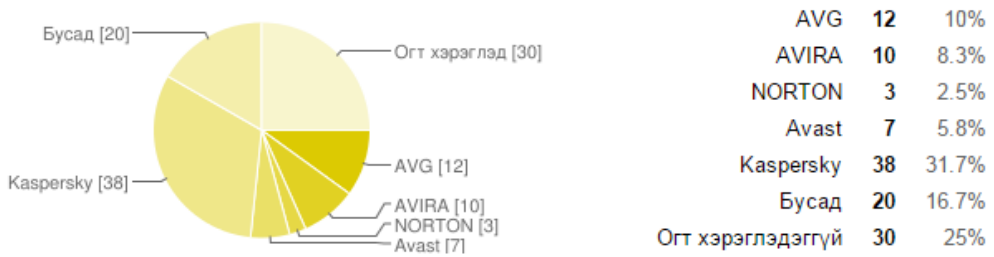 Бусад [20]
Огт хэрэглэд [30]
Kaspersky [38]
AVG [12]
AVIRA [10]
NORTON [3]
Avast [7]
AVG 12 10%
AVIRA 10 8.3%
NORTON 3 2.5%
Avast 7 5.8%
Kaspersky 38 31.7%
Бусад 20 16.7%
Огт хэрэглэдэггүй 30 25%